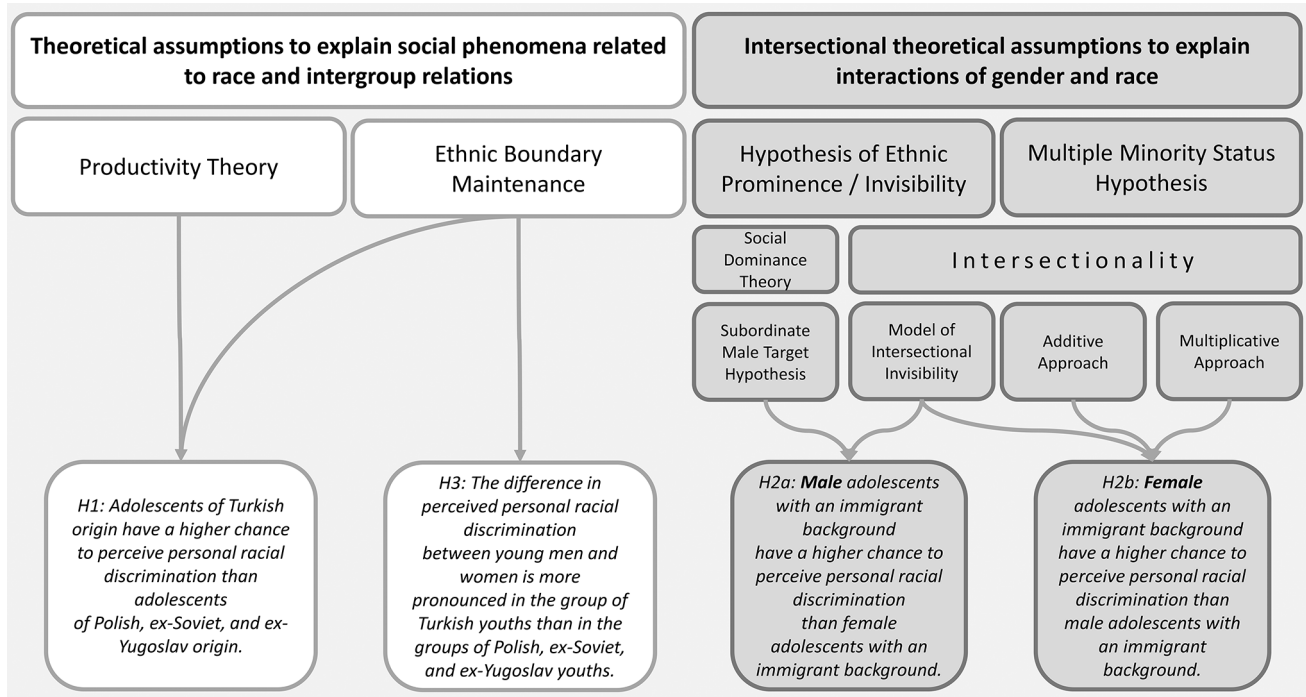 Theoretical assumptions to explain social phenomena related
to race and intergroup relations
Intersectional theoretical assumptions to explain
interactions of gender and race
Productivity Theory
Ethnic Boundary
Maintenance
Hypothesis of Ethnic
Prominence / Invisibility
Multiple Minority Status
Hypothesis
Social
Dominance
Theory
Intersectionality
Subordinate
Male Target
Hypothesis
Model of
Intersectional
Invisibility
Additive
Approach
Multiplicative
Approach
H1: Adolescents of Turkish
origin have a higher chance
to perceive personal racial
discrimination than
adolescents
of Polish, ex-Soviet, and ex-
Yugoslav origin.
H3: The difference in
perceived personal racial
discrimination
between young men and
women is more
pronounced in the group of
Turkish youths than in the
groups of Polish, ex-Soviet,
and ex-Yugoslav youths.
H2a: Male adolescents
with an immigrant
background
have a higher chance to
perceive personal racial
discrimination
than female
adolescents with an
immigrant background.
H2b: Female
adolescents with an
immigrant background
have a higher chance to
perceive personal racial
discrimination than
male adolescents with
an immigrant
background.